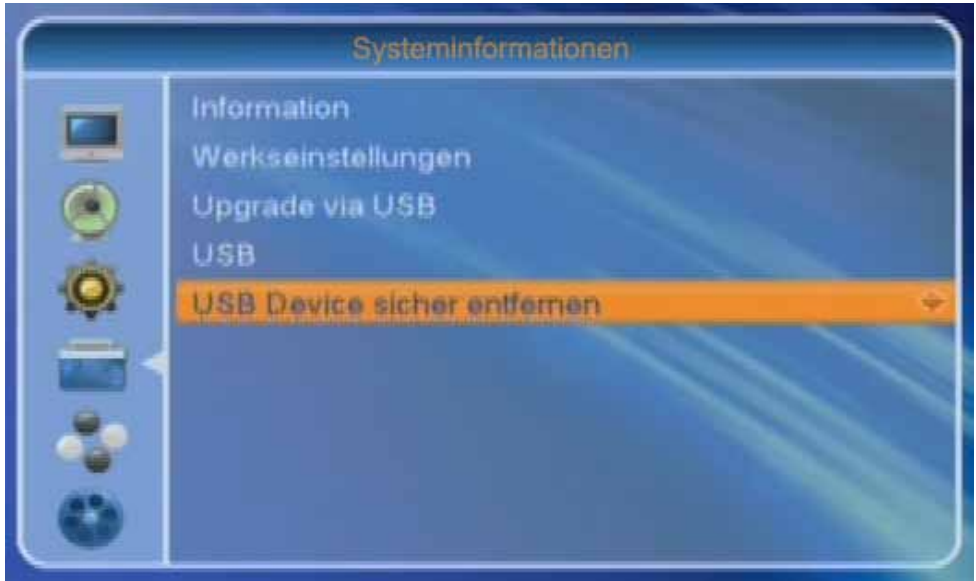 Systeminformationen
Information
Werkseinstellungen
Upgrade via USB
USB
USB Device sicher entfernen